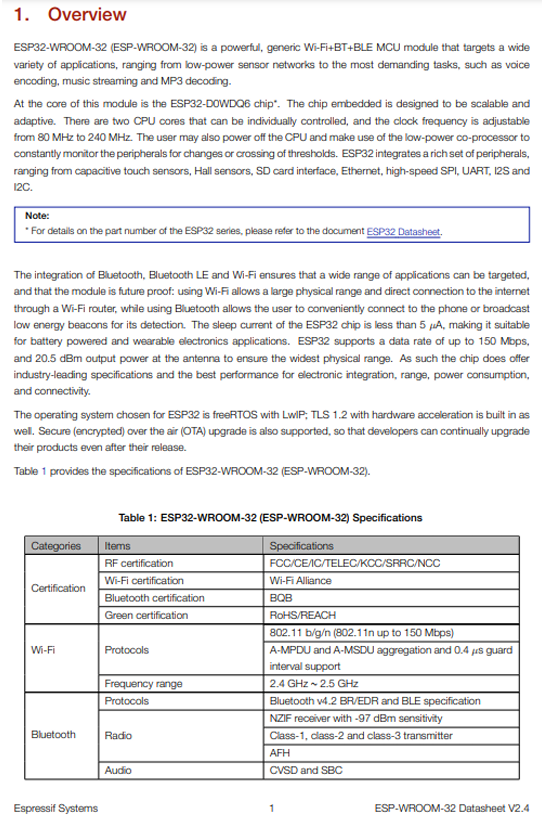 1. Overview
ESP32-WROOM-32 (ESP-WROOM-32) is a powerful, generic Wi-Fi+BT+BLE MCU module that targets a wide
variety of applications, ranging from low-power sensor networks to the most demanding tasks, such as voice
encoding, music streaming and MP3 decoding.
At the core of this module is the ESP32-D0WDQ6 chip*. The chip embedded is designed to be scalable and
adaptive. There are two CPU cores that can be individually controlled, and the clock frequency is adjustable
from 80 MHz to 240 MHz. The user may also power off the CPU and make use of the low-power co-processor to
constantly monitor the peripherals for changes or crossing of thresholds. ESP32 integrates a rich set of peripherals,
ranging from capacitive touch sensors, Hall sensors, SD card interface, Ethernet, high-speed SPI, UART, I2S and
I2C.
Note:
* For details on the part number of the ESP32 series, please refer to the document ESP32 Datasheet.
The integration of Bluetooth, Bluetooth LE and Wi-Fi ensures that a wide range of applications can be targeted,
and that the module is future proof: using Wi-Fi allows a large physical range and direct connection to the internet
through a Wi-Fi router, while using Bluetooth allows the user to conveniently connect to the phone or broadcast
low energy beacons for its detection. The sleep current of the ESP32 chip is less than 5 μA, making it suitable
for battery powered and wearable electronics applications. ESP32 supports a data rate of up to 150 Mbps,
and 20.5 dBm output power at the antenna to ensure the widest physical range. As such the chip does offer
industry-leading specifications and the best performance for electronic integration, range, power consumption,
and connectivity.
The operating system chosen for ESP32 is freeRTOS with LwIP; TLS 1.2 with hardware acceleration is built in as
well. Secure (encrypted) over the air (OTA) upgrade is also supported, so that developers can continually upgrade
their products even after their release.
Table 1 provides the specifications of ESP32-WROOM-32 (ESP-WROOM-32).
Table 1: ESP32-WROOM-32 (ESP-WROOM-32) Specifications
Categories Items Specifications
Certification RF certification FCC/CE/IC/TELEC/KCC/SRRC/NCC
Wi-Fi certification Wi-Fi Alliance
Bluetooth certification BQB
Green certification RoHS/REACH
Wi-Fi Protocols 802.11 b/g/n (802.11n up to 150 Mbps)
A-MPDU and A-MSDU aggregation and 0.4 μs guard
interval support
Frequency range 2.4 GHz ~ 2.5 GHz
Bluetooth Protocols Bluetooth v4.2 BR/EDR and BLE specification
Radio NZIF receiver with -97 dBm sensitivity
Class-1, class-2 and class-3 transmitter
AFH
Audio CVSD and SBC
Espressif Systems 1 ESP-WROOM-32 Datasheet V2.4